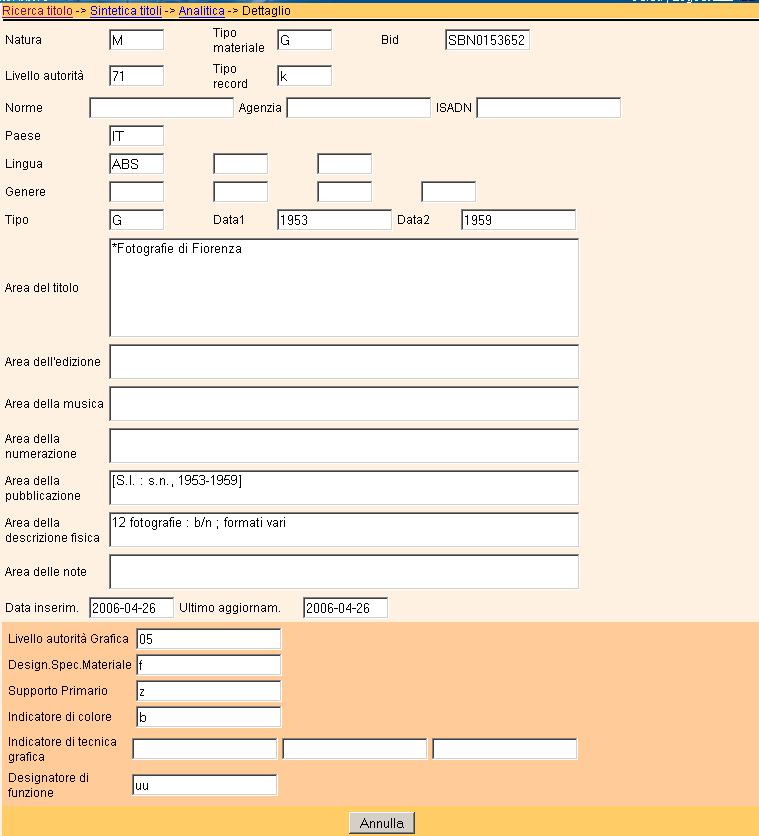 Ricerca titolo -> Sintetica titoli -> Analitica -> Dettaglio
Natura M Tipo materiale G Bid SBN0153652
Livello autorità 71 Tipo record k
Norme Agenzia ISADN
Paese IT
Lingua ABS
Genere
Tipo G Data1 1953 Data2 1959
Area del titolo *Fotografie di Fiorenza
Area dell'edizione
Area della musica
Area della numerazione
Area della pubblicazione [S.l. : s.n., 1953-1959]
Area della descrizione fisica 12 fotografie : b/n ; formati vari
Area delle note
Data inserim. 2006-04-26 Ultimo aggiornam. 2006-04-26
Livello autorità Grafica 05
Design.Spec.Materiale f
Supporto Primario z
Indicatore di colore b
Indicatore di tecnica grafica
Designatore di funzione uu
Annulla